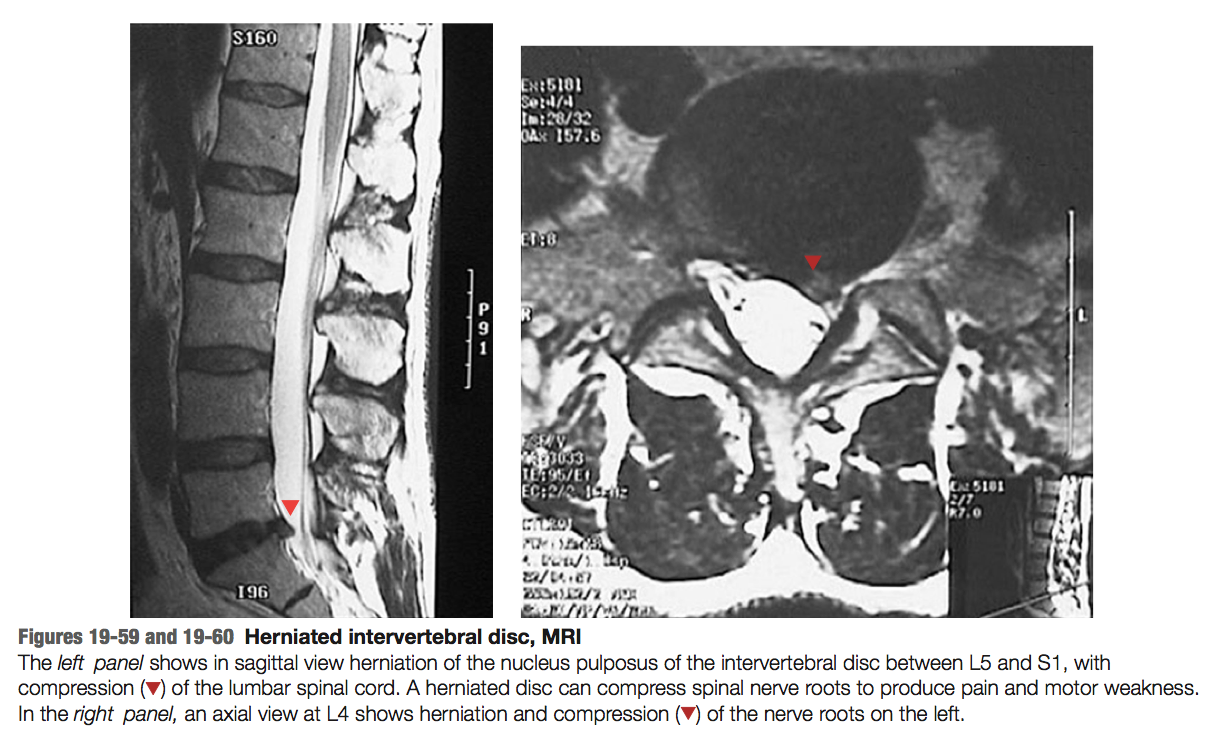 S160
P
9
1
I96
Ex:5181
Se:4/4
Im:28/32
OAx I57.6
ET:8
R
L
Ex:5181
2/7
Figures 19-59 and 19-60 Herniated intervertebral disc, MRI
The left panel shows in sagittal view herniation of the nucleus pulposus of the intervertebral disc between L5 and S1, with
compression (▼) of the lumbar spinal cord. A herniated disc can compress spinal nerve roots to produce pain and motor weakness.
In the right panel, an axial view at L4 shows herniation and compression (▼) of the nerve roots on the left.